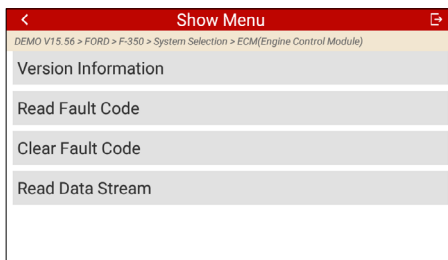 Show Menu
DEMO V15.56 > FORD > F-350 > System Selection > ECM(Engine Control Module)
Version Information
Read Fault Code
Clear Fault Code
Read Data Stream